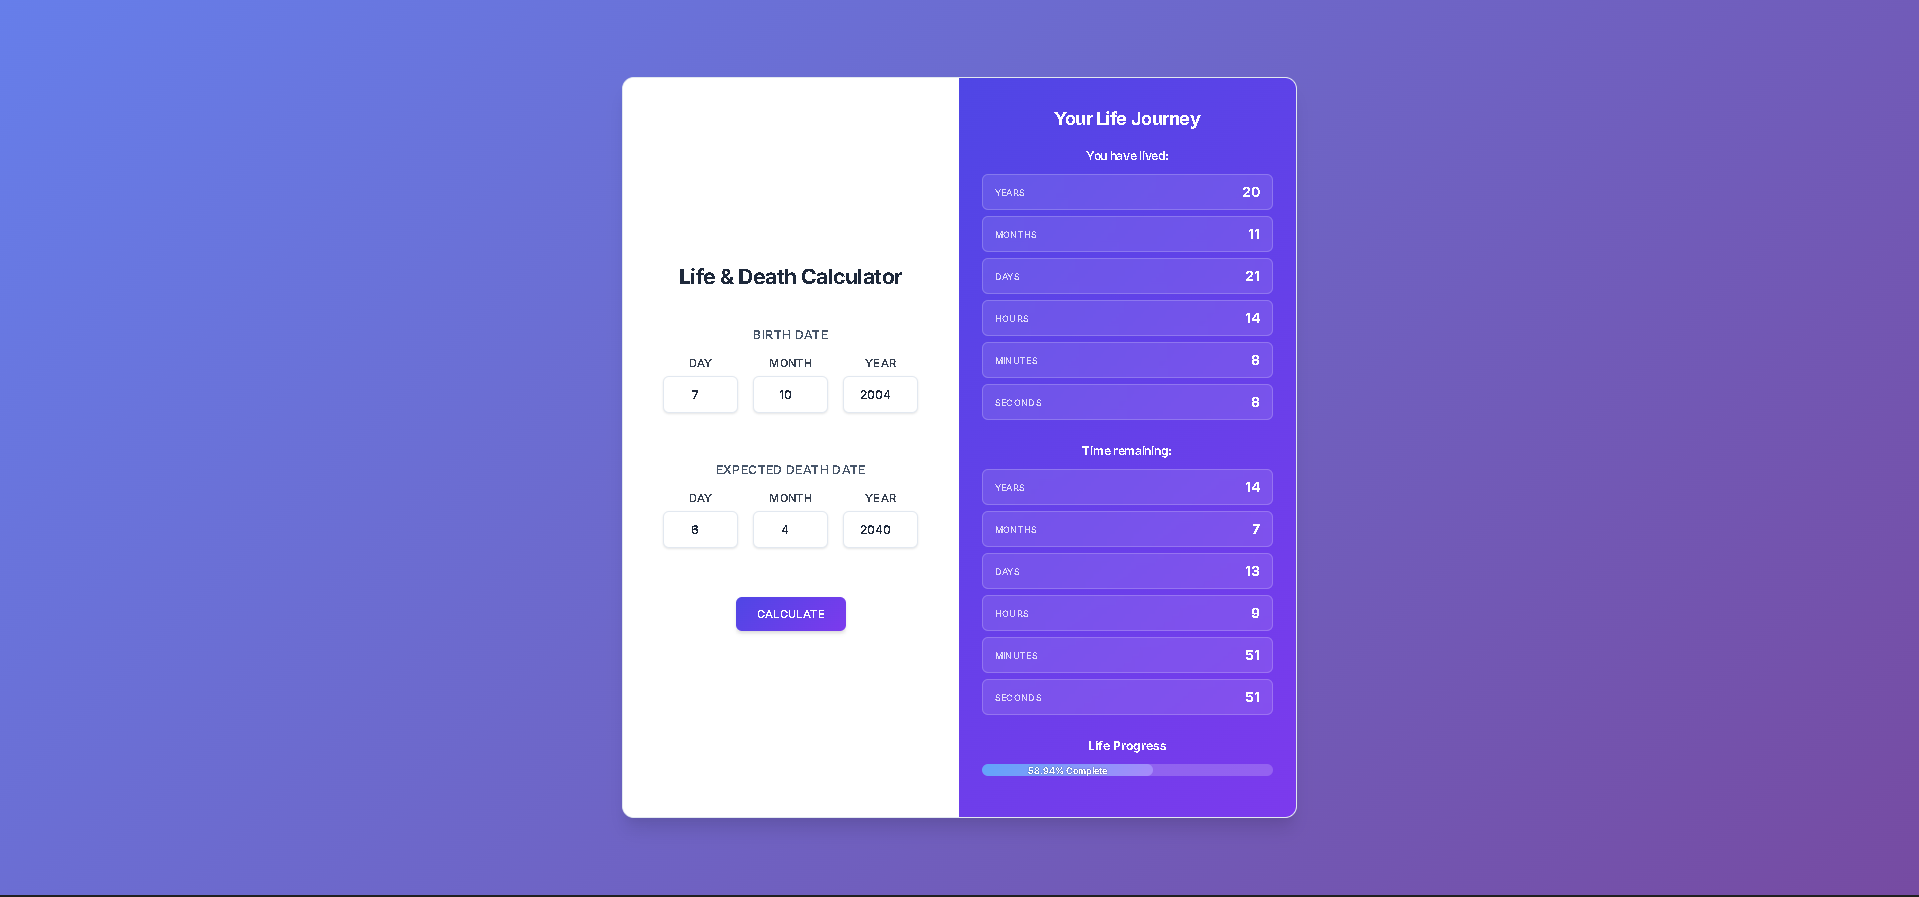 Life & Death Calculator
BIRTH DATE
DAY MONTH YEAR
7 10 2004
EXPECTED DEATH DATE
DAY MONTH YEAR
6 4 2040
CALCULATE
Your Life Journey
You have lived:
YEARS 20
MONTHS 11
DAYS 21
HOURS 14
MINUTES 8
SECONDS 8
Time remaining:
YEARS 14
MONTHS 7
DAYS 13
HOURS 9
MINUTES 51
SECONDS 51
Life Progress
58.94% Complete